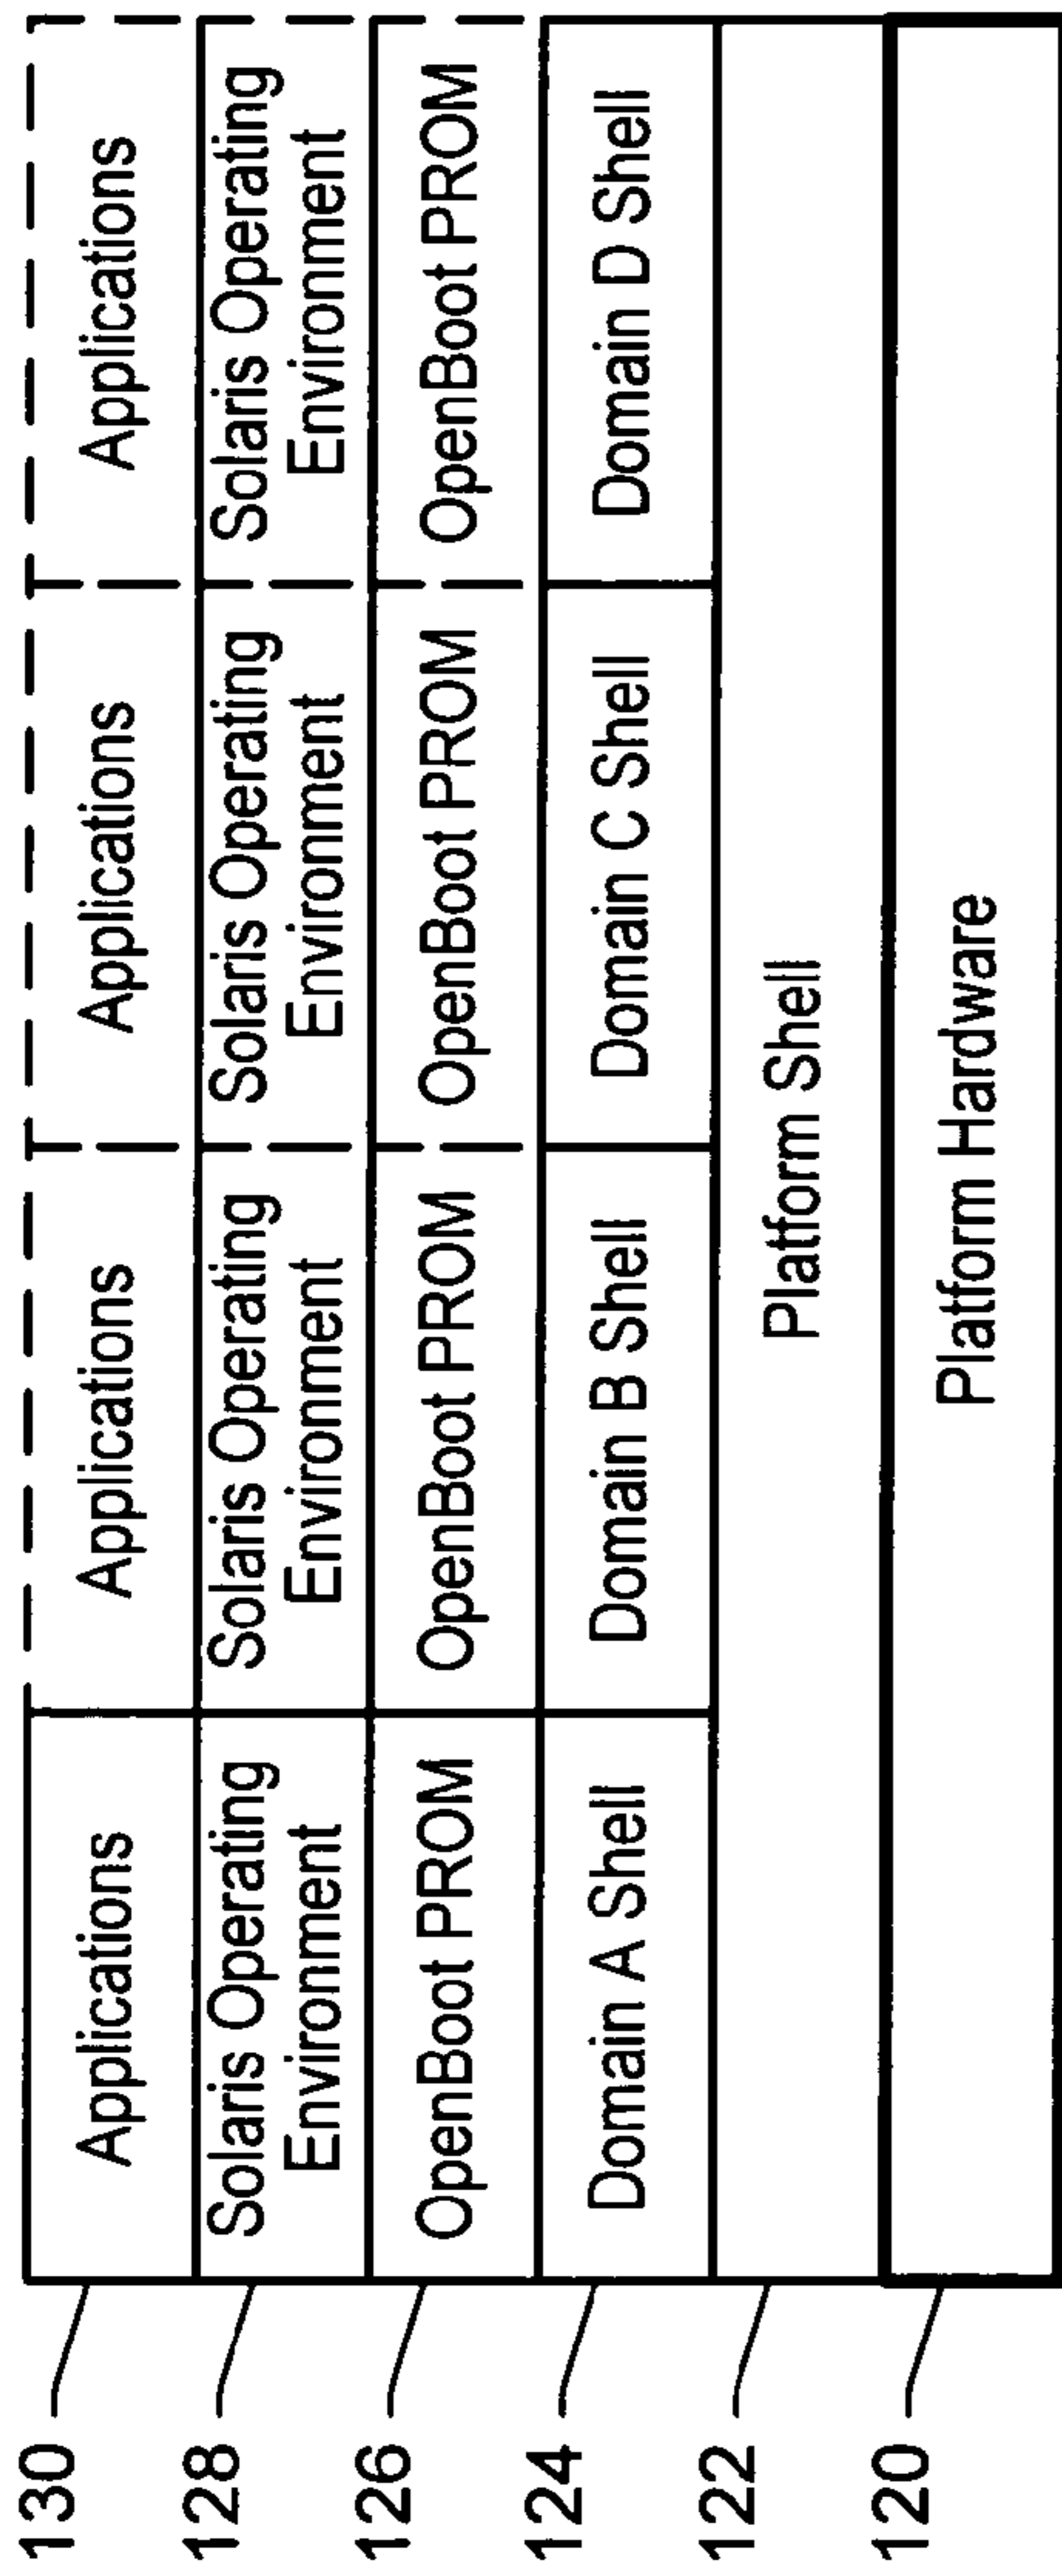 130
Applications
Applications
Applications
Applications
128
Solaris Operating
Environment
Solaris Operating
Environment
Solaris Operating
Environment
Solaris Operating
Environment
126
OpenBoot PROM
OpenBoot PROM
OpenBoot PROM
OpenBoot PROM
124
Domain A Shell
Domain B Shell
Domain C Shell
Domain D Shell
122
Platform Shell
120
Platform Hardware